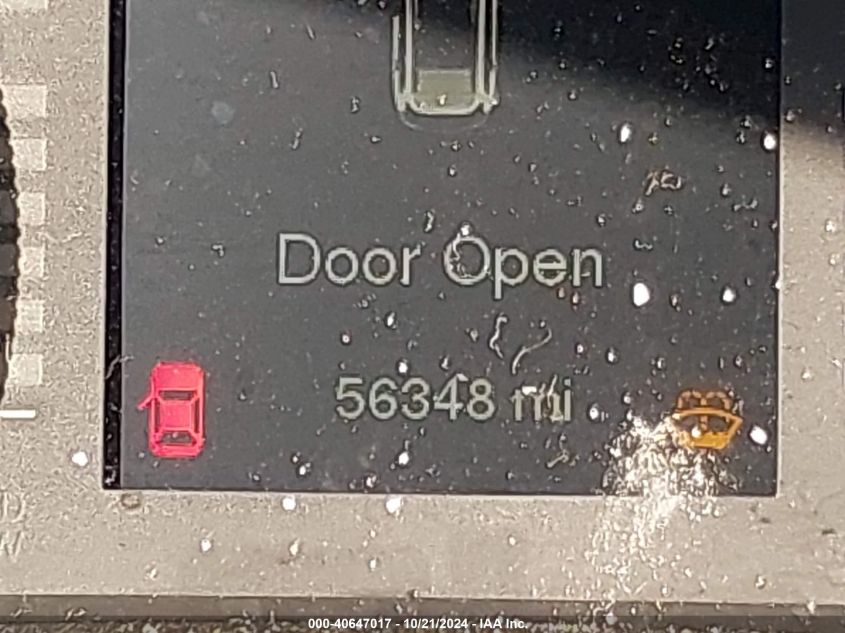 Door Open
56348 mi
000-40647017 - 10/21/2024 - IAA Inc.